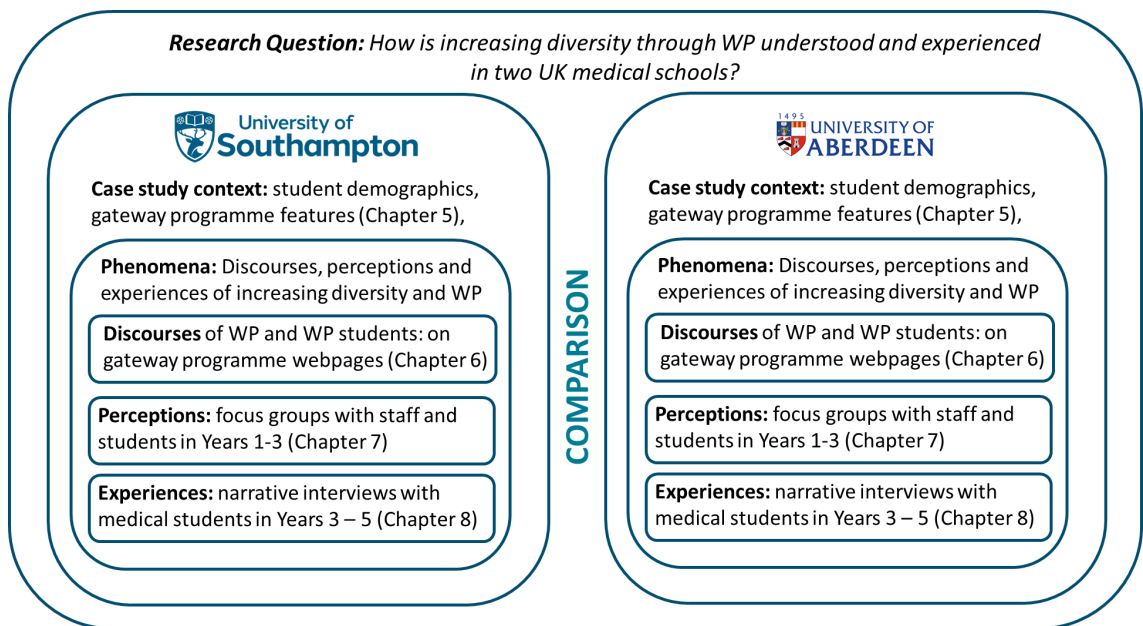 Research Question: How is increasing diversity through WP understood and experienced
in two UK medical schools?
University of
Southampton
Case study context: student demographics,
gateway programme features (Chapter 5),
Phenomena: Discourses, perceptions and
experiences of increasing diversity and WP
Discourses of WP and WP students: on
gateway programme webpages (Chapter 6)
Perceptions: focus groups with staff and
students in Years 1-3 (Chapter 7)
Experiences: narrative interviews with
medical students in Years 3 – 5 (Chapter 8)
COMPARISON
1495
UNIVERSITY OF
ABERDEEN
Case study context: student demographics,
gateway programme features (Chapter 5),
Phenomena: Discourses, perceptions and
experiences of increasing diversity and WP
Discourses of WP and WP students: on
gateway programme webpages (Chapter 6)
Perceptions: focus groups with staff and
students in Years 1-3 (Chapter 7)
Experiences: narrative interviews with
medical students in Years 3 – 5 (Chapter 8)